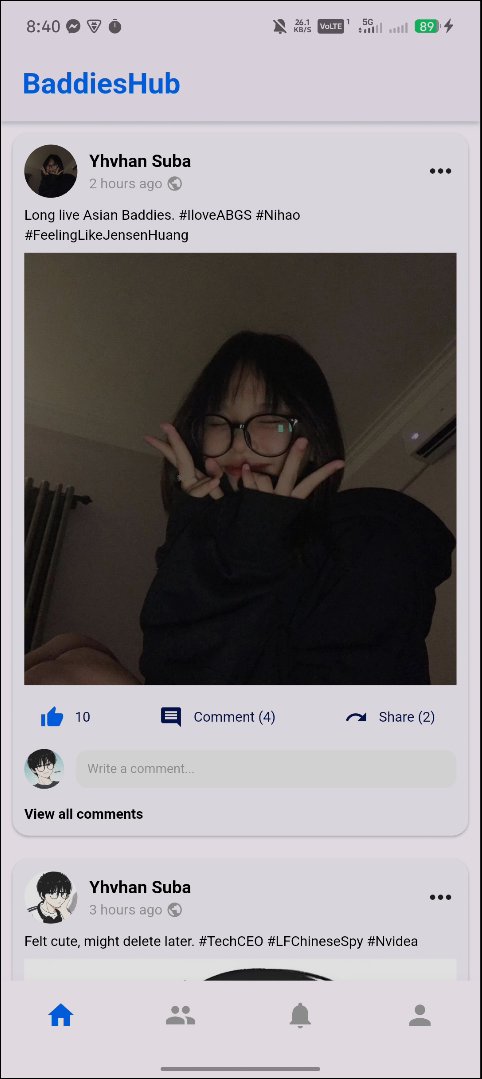 8:40
26.1
KB/S
VoLTE
1
5G
89
BaddiesHub
Yhvhan Suba
2 hours ago
Long live Asian Baddies. #IloveABGS #Nihao
#FeelingLikeJensenHuang
10
Comment (4)
Share (2)
Write a comment...
View all comments
Yhvhan Suba
3 hours ago
Felt cute, might delete later. #TechCEO #LFChineseSpy #Nvidea